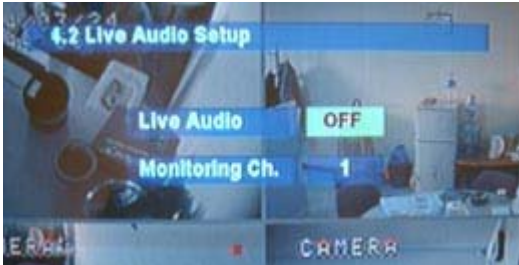 4.2 Live Audio Setup
Live Audio OFF
Monitoring Ch. 1
CAMERA